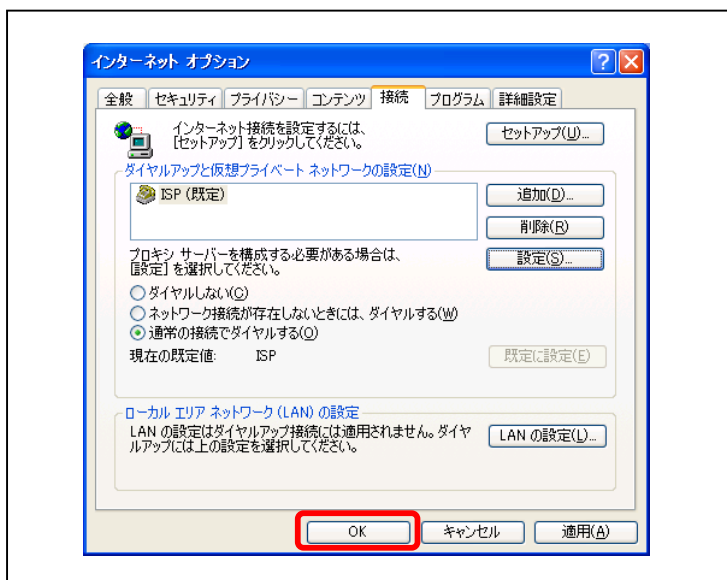 インターネット オプション
全般 セキュリティ プライバシー コンテンツ 接続 プログラム 詳細設定
インターネット接続を設定するには、
[セットアップ] をクリックしてください。
セットアップ(U)...
ダイヤルアップと仮想プライベート ネットワークの設定(N)
ISP (既定)
追加(D)...
削除(R)
プロキシ サーバーを構成する必要がある場合は、
[設定] を選択してください。
設定(S)...
ダイヤルしない(C)
ネットワーク接続が存在しないときには、ダイヤルする(W)
通常の接続でダイヤルする(O)
現在の既定値: ISP
既定に設定(E)
ローカル エリア ネットワーク (LAN) の設定
LAN の設定はダイヤルアップ接続には適用されません。ダイヤ
ルアップには上の設定を選択してください。
LAN の設定(L)...
OK キャンセル 適用(A)